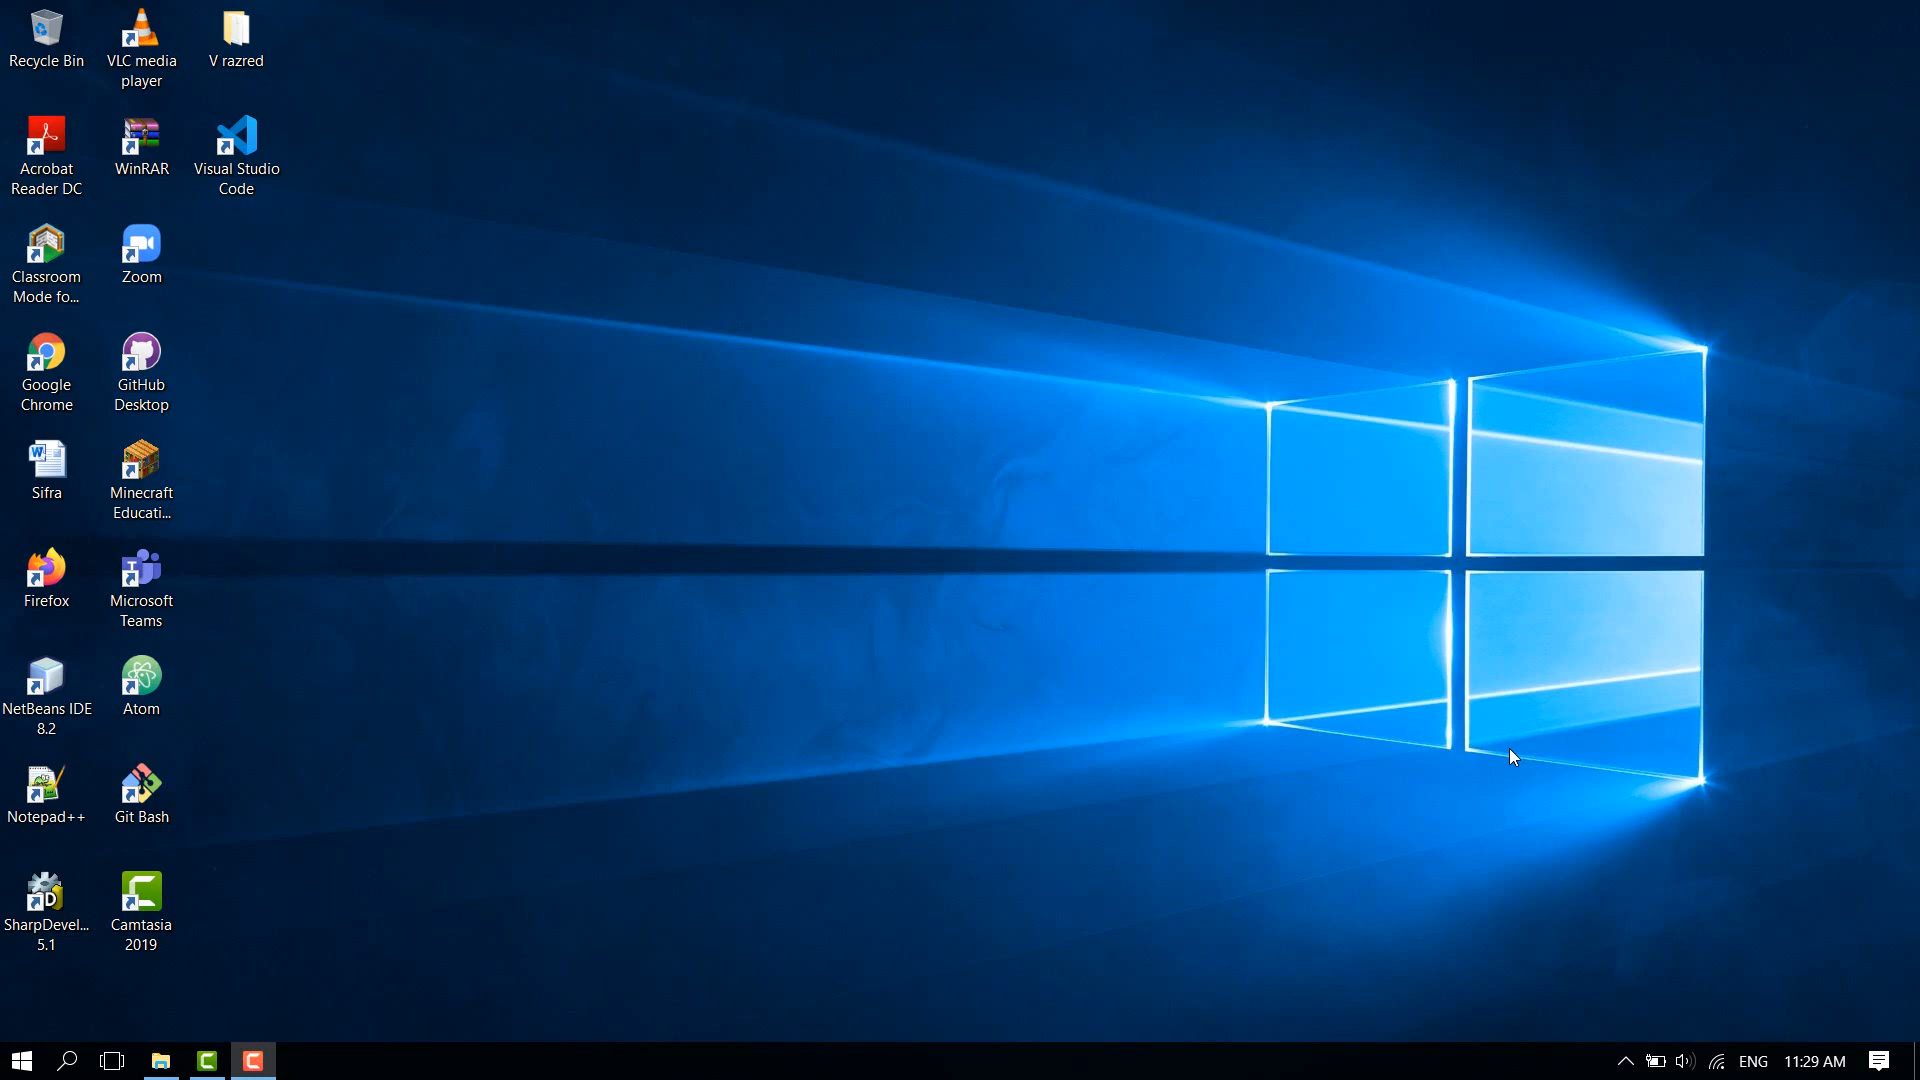 Recycle Bin
VLC media
player
V razred
Acrobat
Reader DC
WinRAR
Visual Studio
Code
Classroom
Mode fo...
Zoom
Google
Chrome
GitHub
Desktop
Sifra
Minecraft
Educati...
Firefox
Microsoft
Teams
NetBeans IDE
8.2
Atom
Notepad++
Git Bash
SharpDevel...
5.1
Camtasia
2019
ENG
11:29 AM